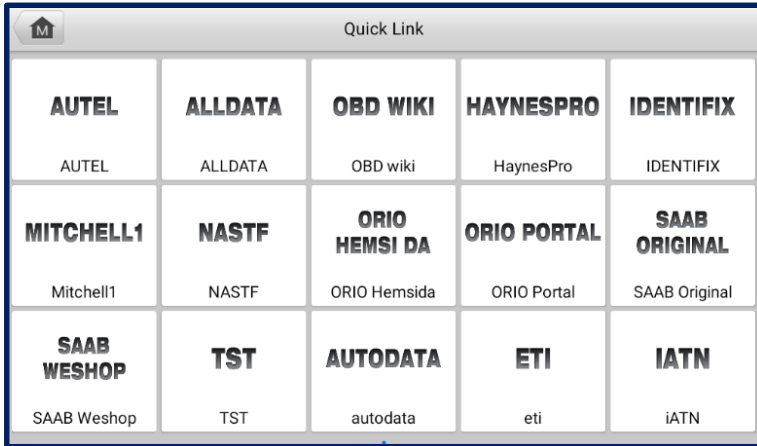 M
Quick Link
AUTEL
ALLDATA
OBD WIKI
HAYNESPRO
IDENTIFIX
AUTEL
ALLDATA
OBD wiki
HaynesPro
IDENTIFIX
MITCHELL1
NASTF
ORIO
HEMSI DA
ORIO PORTAL
SAAB
ORIGINAL
Mitchell1
NASTF
ORIO Hemsida
ORIO Portal
SAAB Original
SAAB
WESHOP
TST
AUTODATA
ETI
IATN
SAAB Weshop
TST
autodata
eti
iATN